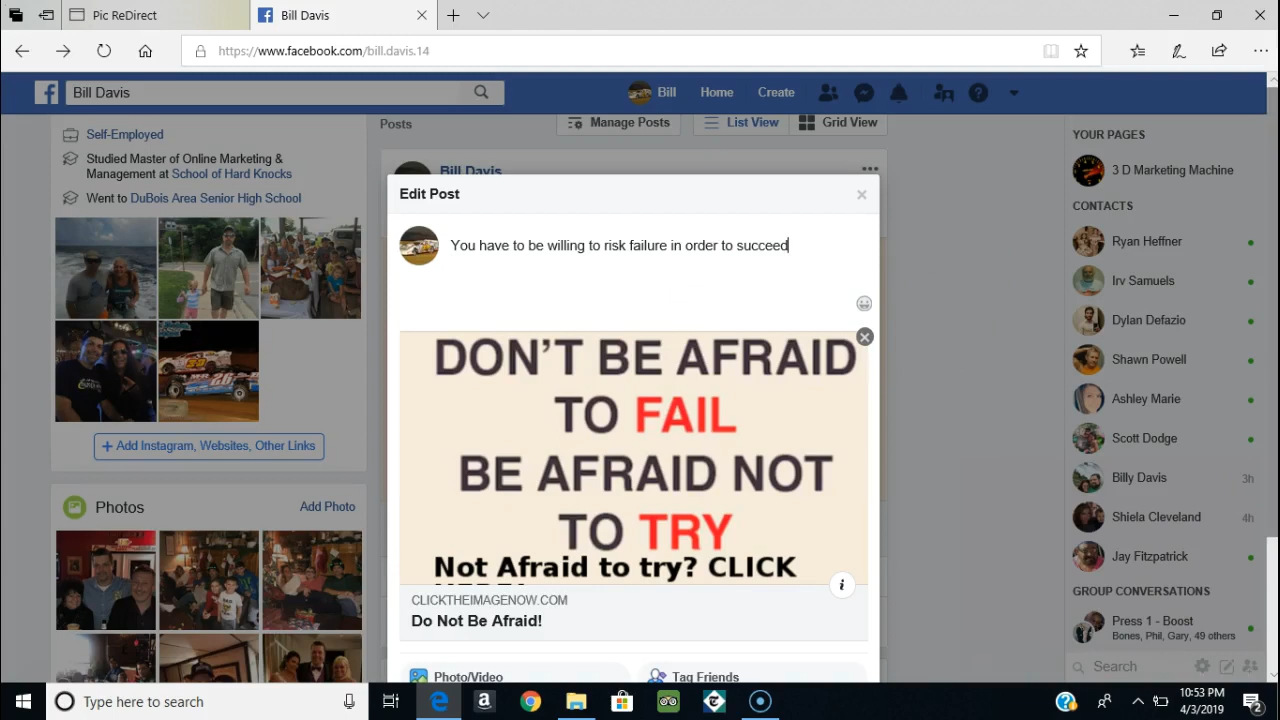 Pic ReDirect
Bill Davis
https://www.facebook.com/bill.davis.14
Bill Davis
Bill
Home
Create
Self-Employed
Studied Master of Online Marketing &
Management at School of Hard Knocks
Went to DuBois Area Senior High School
+ Add Instagram, Websites, Other Links
Photos
Add Photo
Posts
Manage Posts
List View
Grid View
Bill Davis
Edit Post
You have to be willing to risk failure in order to succeed
DON'T BE AFRAID
TO FAIL
BE AFRAID NOT
TO TRY
Not Afraid to try? CLICK
CLICKTHEIMAGENOW.COM
Do Not Be Afraid!
Photo/Video
Tag Friends
YOUR PAGES
3 D Marketing Machine
CONTACTS
Ryan Heffner
Irv Samuels
Dylan Defazio
Shawn Powell
Ashley Marie
Scott Dodge
Billy Davis 3h
Shiela Cleveland 4h
Jay Fitzpatrick
GROUP CONVERSATIONS
Press 1 - Boost
Bones, Phil, Gary, 49 others
Search
Type here to search
10:53 PM
4/3/2019
2